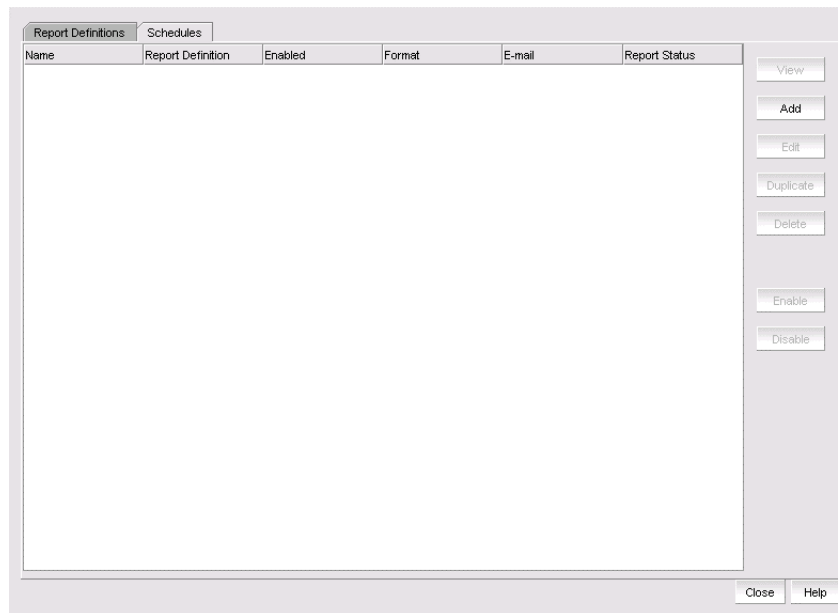 Report Definitions Schedules
Name Report Definition Enabled Format E-mail Report Status
View
Add
Edit
Duplicate
Delete
Enable
Disable
Close Help